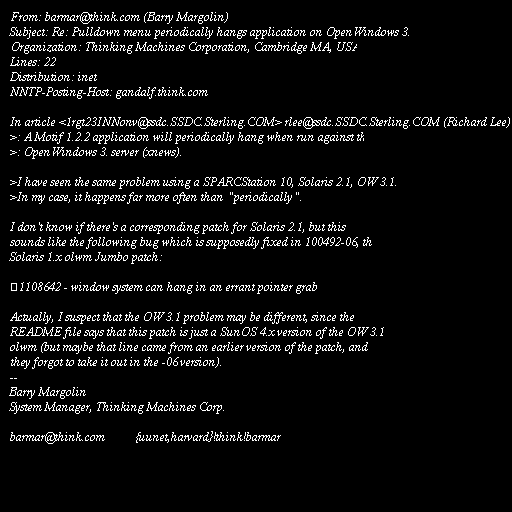 From: barmar@think.com (Barry Margolin)
Subject: Re: Pulldown menu periodically hangs application on OpenWindows 3.
Organization: Thinking Machines Corporation, Cambridge MA, USA
Lines: 22
Distribution: inet
NNTP-Posting-Host: gandalf.think.com

In article <1rgt23INNonv@ssdc.SSDC.Sterling.COM> rlee@ssdc.SSDC.Sterling.COM (Richard Lee)
>: A Motif 1.2.2 application will periodically hang when run against th
>: OpenWindows 3. server (xnews).

>I have seen the same problem using a SPARCStation 10, Solaris 2.1, OW 3.1.
>In my case, it happens far more often than "periodically".

I don't know if there's a corresponding patch for Solaris 2.1, but this
sounds like the following bug which is supposedly fixed in 100492-06, th
Solaris 1.x olwm Jumbo patch:

1108642 - window system can hang in an errant pointer grab

Actually, I suspect that the OW 3.1 problem may be different, since the
README file says that this patch is just a SunOS 4.x version of the OW 3.1
olwm (but maybe that line came from an earlier version of the patch, and
they forgot to take it out in the -06 version).
--
Barry Margolin
System Manager, Thinking Machines Corp.

barmar@think.com {uunet,harvard}!think!barmar